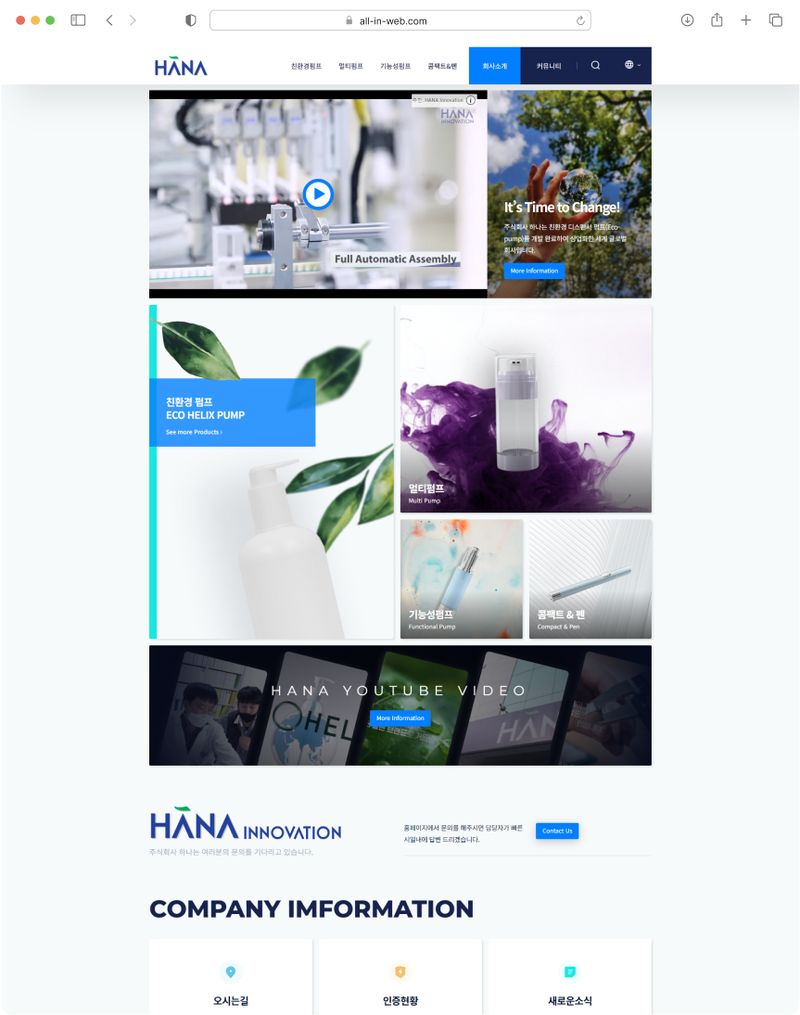 all-in-web.com
HANA
친환경펌프 멀티펌프 기능성펌프 콤팩트&펜 회사소개 커뮤니티
주)인: HANA Innovation
HANA
INNOVATION
Full Automatic Assembly
It's Time to Change!
주식회사 하나는 친환경 디스펜서 펌프(Eco
pump)를 개발 완료하여 상업화한 세계 글로벌
회사입니다.
More Information
친환경 펌프
ECO HELIX PUMP
See more Products ›
멀티펌프
Multi Pump
기능성펌프
Functional Pump
콤팩트 & 펜
Compact & Pen
OHELI
HAN
HANA YOUTUBE VIDEO
More Information
HANA INNOVATION
주식회사 하나는 여러분의 문의를 기다리고 있습니다.
홈페이지에서 문의를 해주시면 담당자가 빠른
시일내에 답변 드리겠습니다.
Contact Us
COMPANY IMFORMATION
오시는길
인증현황
새로운소식